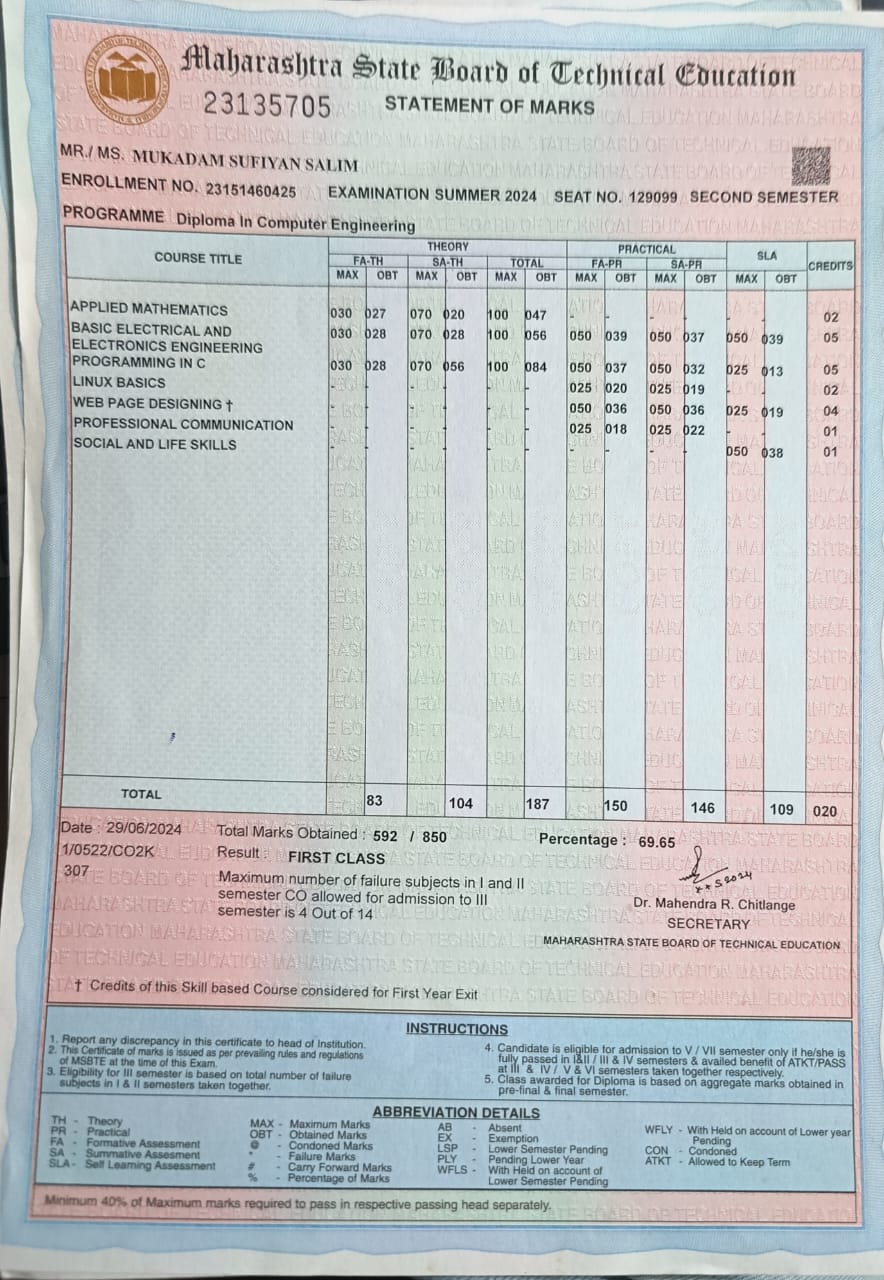 Maharashtra State Board of Technical Education
23135705 STATEMENT OF MARKS
MR./ MS. MUKADAM SUFIYAN SALIM
ENROLLMENT NO. 23151460425 EXAMINATION SUMMER 2024 SEAT NO. 129099 SECOND SEMESTER
PROGRAMME Diploma In Computer Engineering
COURSE TITLE THEORY PRACTICAL SLA CREDITS
FA-TH SA-TH TOTAL FA-PR SA-PR
MAX OBT MAX OBT MAX OBT MAX OBT MAX OBT MAX OBT
APPLIED MATHEMATICS 030 027 070 020 100 047 - - - - - - 02
BASIC ELECTRICAL AND 030 028 070 028 100 056 050 039 050 037 050 039 05
ELECTRONICS ENGINEERING
PROGRAMMING IN C 030 028 070 056 100 084 050 037 050 032 025 013 05
LINUX BASICS - - - - - - 025 020 025 019 - - 02
WEB PAGE DESIGNING † - - - - - - 050 036 050 036 025 019 04
PROFESSIONAL COMMUNICATION - - - - - - 025 018 025 022 - - 01
SOCIAL AND LIFE SKILLS - - - - - - - - - - 050 038 01
TOTAL 83 104 187 150 146 109 020
Date : 29/06/2024 Total Marks Obtained : 592 / 850 Percentage : 69.65
1/0522/CO2K Result : FIRST CLASS
307 Maximum number of failure subjects in I and II
semester CO allowed for admission to III
semester is 4 Out of 14
Dr. Mahendra R. Chitlange
SECRETARY
MAHARASHTRA STATE BOARD OF TECHNICAL EDUCATION
† Credits of this Skill based Course considered for First Year Exit
INSTRUCTIONS
1. Report any discrepancy in this certificate to head of Institution.
2. This Certificate of marks is issued as per prevailing rules and regulations
of MSBTE at the time of this Exam.
3. Eligibility for III semester is based on total number of failure
subjects in I & II semesters taken together.
4. Candidate is eligible for admission to V / VII semester only if he/she is
fully passed in I&II / III & IV semesters & availed benefit of ATKT/PASS
at III & IV / V & VI semesters taken together respectively.
5. Class awarded for Diploma is based on aggregate marks obtained in
pre-final & final semester.
ABBREVIATION DETAILS
TH - Theory
PR - Practical
FA - Formative Assessment
SA - Summative Assesment
SLA - Self Learning Assessment
MAX - Maximum Marks
OBT - Obtained Marks
@ - Condoned Marks
* - Failure Marks
# - Carry Forward Marks
% - Percentage of Marks
AB - Absent
EX - Exemption
LSP - Lower Semester Pending
PLY - Pending Lower Year
WFLS - With Held on account of
Lower Semester Pending
WFLY - With Held on account of Lower year
Pending
CON - Condoned
ATKT - Allowed to Keep Term
Minimum 40% of Maximum marks required to pass in respective passing head separately.